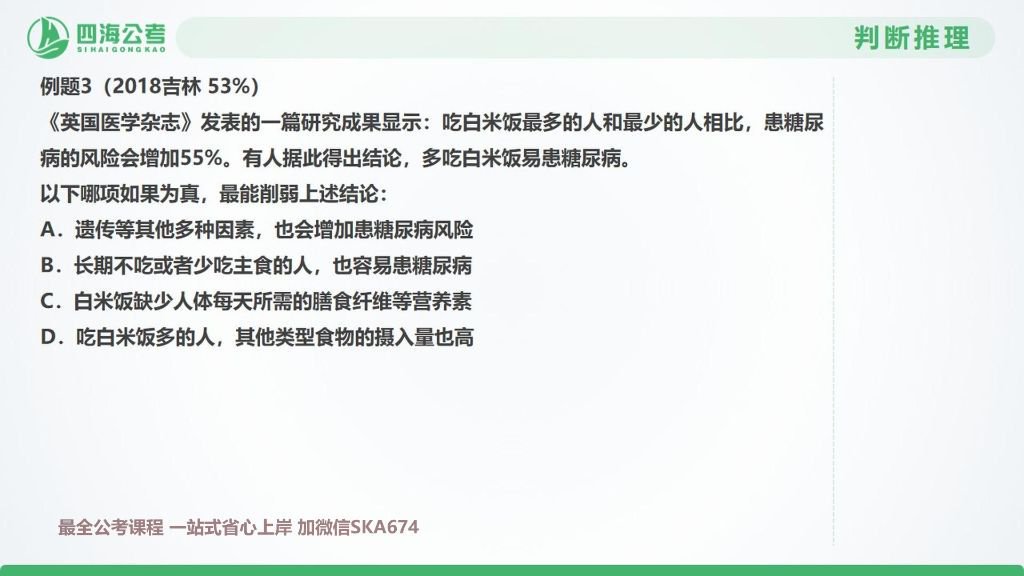 四海公考
SIHAIGONGKAO
判断推理
例题3（2018吉林 53%）
《英国医学杂志》发表的一篇研究成果显示：吃白米饭最多的人和最少的人相比，患糖尿
病的风险会增加55%。有人据此得出结论，多吃白米饭易患糖尿病。
以下哪项如果为真，最能削弱上述结论：
A．遗传等其他多种因素，也会增加患糖尿病风险
B．长期不吃或者少吃主食的人，也容易患糖尿病
C．白米饭缺少人体每天所需的膳食纤维等营养素
D．吃白米饭多的人，其他类型食物的摄入量也高
最全公考课程 一站式省心上岸 加微信SKA674